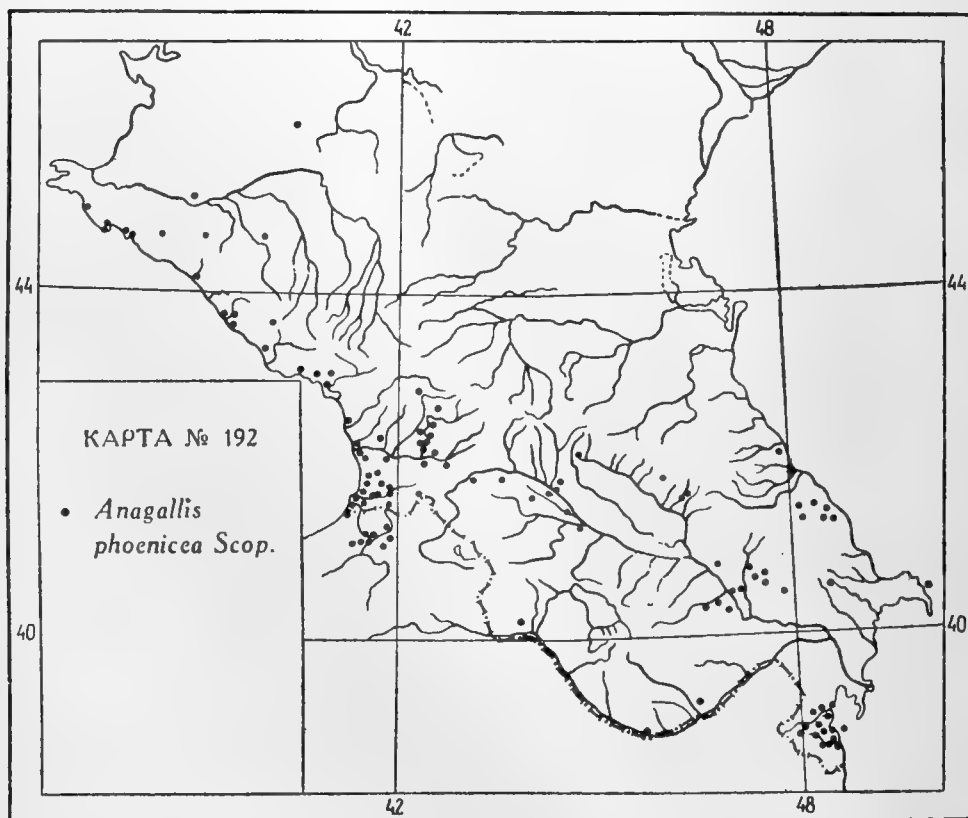 42 48
44 44
КАРТА № 192
Anagallis
phoenicea Scop.
40 40
42 48